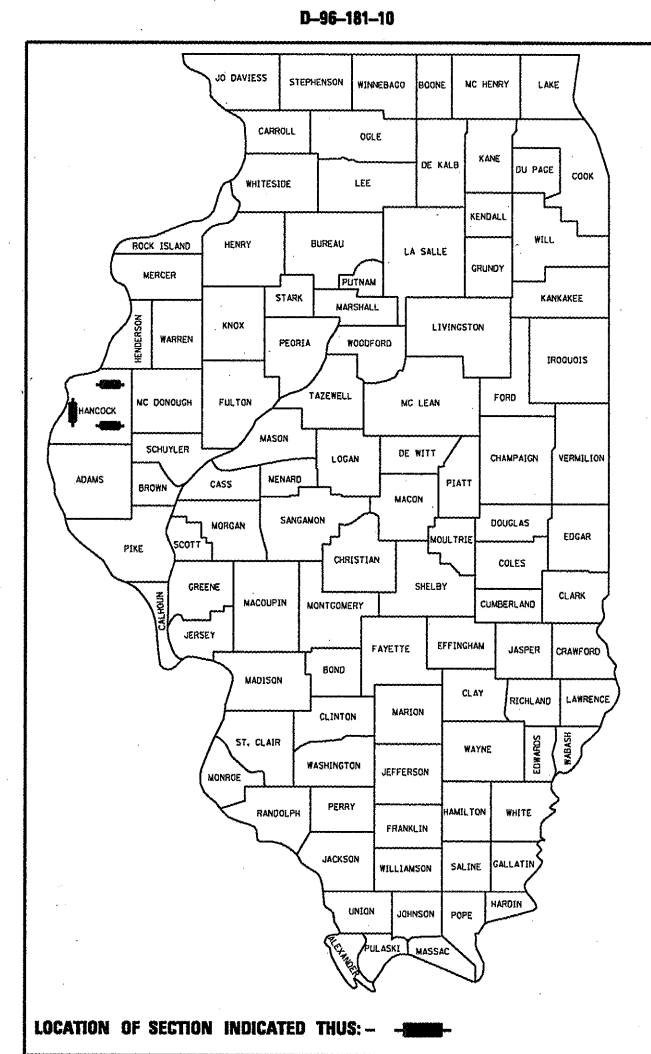 D-96-181-10
JO DAVIESS
STEPHENSON
WINNEBAGO
BOONE
MC HENRY
LAKE
CARROLL
OGLE
DE KALB
KANE
DU PAGE
COOK
WHITESIDE
LEE
KENDALL
WILL
ROCK ISLAND
HENRY
BUREAU
LA SALLE
GRUNDY
MERCER
PUTNAM
STARK
MARSHALL
KANKAKEE
HENDERSON
WARREN
KNOX
PEORIA
WOODFORD
LIVINGSTON
IROQUOIS
HANCOCK
MC DONOUGH
FULTON
TAZEWELL
MC LEAN
FORD
MASON
SCHUYLER
LOGAN
DE WITT
CHAMPAIGN
VERMILION
ADAMS
BROWN
CASS
MENARD
PIATT
MACON
MORGAN
SANGAMON
DOUGLAS
EDGAR
PIKE
SCOTT
CHRISTIAN
MOULTRIE
COLES
GREENE
MACOUPIN
MONTGOMERY
SHELBY
CLARK
CALHOUN
CUMBERLAND
JERSEY
FAYETTE
EFFINGHAM
JASPER
CRAWFORD
BOND
MADISON
CLAY
RICHLAND
LAWRENCE
CLINTON
MARION
ST. CLAIR
WAYNE
EDWARDS
WABASH
WASHINGTON
JEFFERSON
MONROE
RANDOLPH
PERRY
HAMILTON
WHITE
FRANKLIN
JACKSON
WILLIAMSON
SALINE
GALLATIN
UNION
JOHNSON
POPE
HARDIN
ALEXANDER
PULASKI
MASSAC
LOCATION OF SECTION INDICATED THUS: -